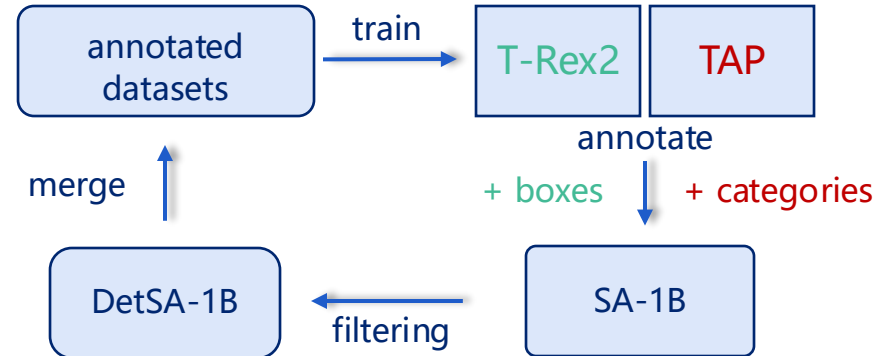 annotated
datasets
train
T-Rex2
TAP
annotate
+ boxes
+ categories
merge
DetSA-1B
filtering
SA-1B